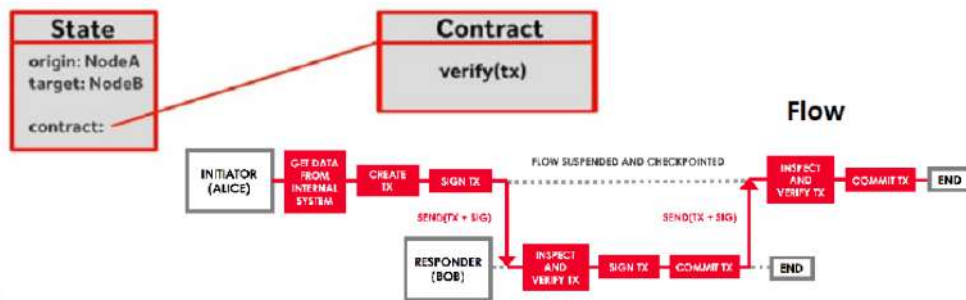 State
origin: NodeA
target: NodeB
contract:
Contract
verify(tx)
Flow
INITIATOR
(ALICE)
GET DATA
FROM
INTERNAL
SYSTEM
CREATE
TX
SIGN TX
FLOW SUSPENDED AND CHECKPOINTED
INSPECT
AND
VERIFY TX
COMMIT TX
END
SEND(TX + SIG)
SEND(TX + SIG)
RESPONDER
(BOB)
INSPECT
AND
VERIFY TX
SIGN TX
COMMIT TX
END